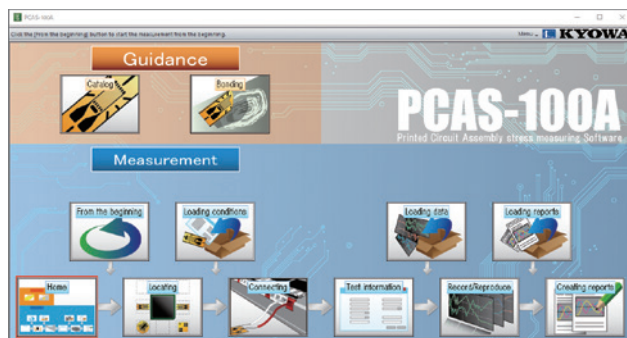 PCAS-100A
Click the [From the beginning] button to start the measurement from the beginning.
Menu
KYOWA
Guidance
Catalog
Bonding
PCAS-100A
Printed Circuit Assembly stress measuring Software
Measurement
From the beginning
Loading conditions
Loading data
Loading reports
Home
Locating
Connecting
Test information
Record/Reproduce
Creating reports